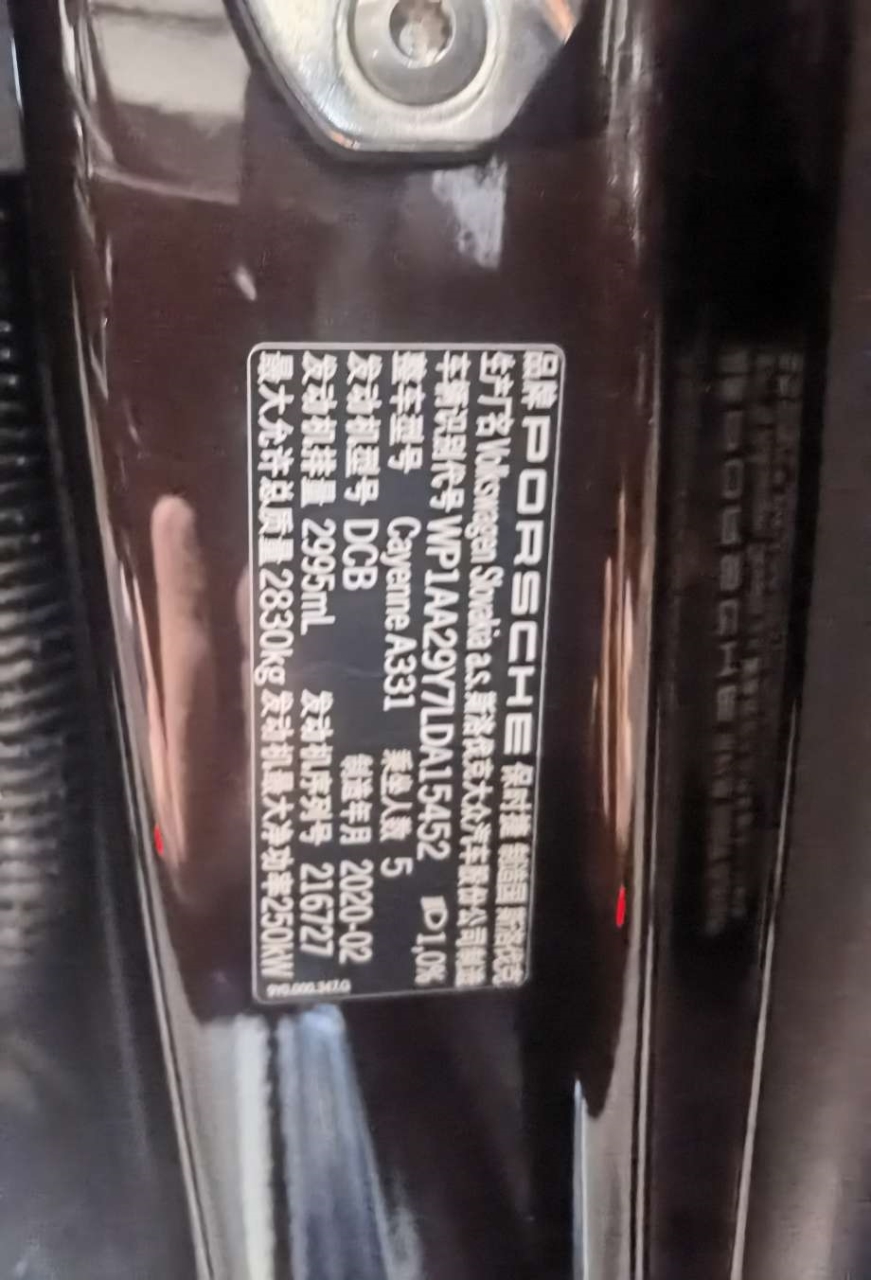 品牌 PORSCHE 保时捷 制造国 斯洛伐克
生产厂名 Volkswagen Slovakia a.s. 斯洛伐克大众汽车股份公司制造
车辆识别代号 WP1AA29Y7LDA15452 1,0%
整车型号 Cayenne A331 乘坐人数 5
发动机型号 DCB 制造年月 2020-02
发动机排量 2995mL 发动机序列号 216727
最大允许总质量 2830kg 发动机最大净功率250KW
9Y0.000.347.G